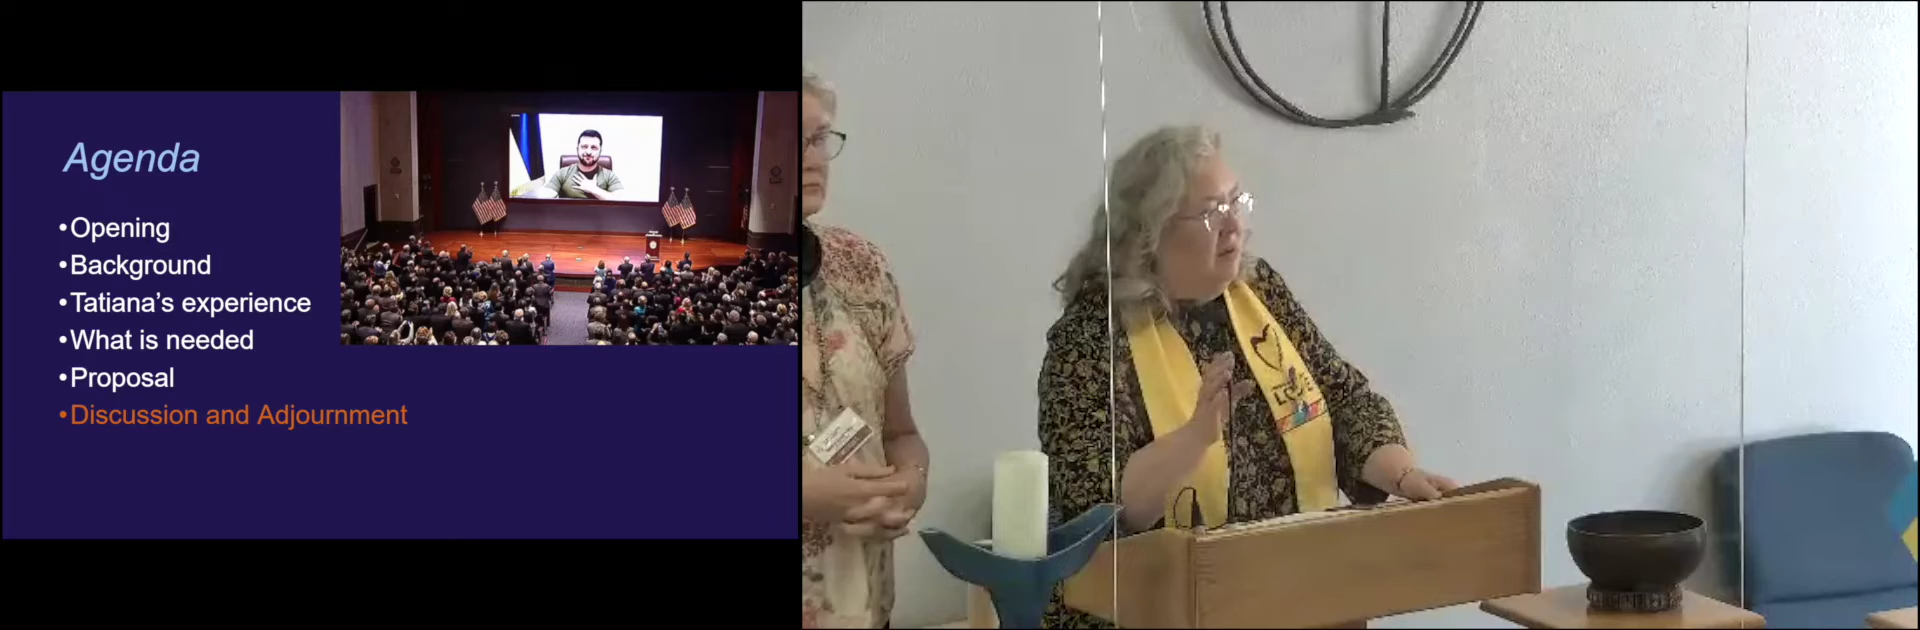 Agenda
•Opening
•Background
•Tatiana’s experience
•What is needed
•Proposal
•Discussion and Adjournment
LOVE